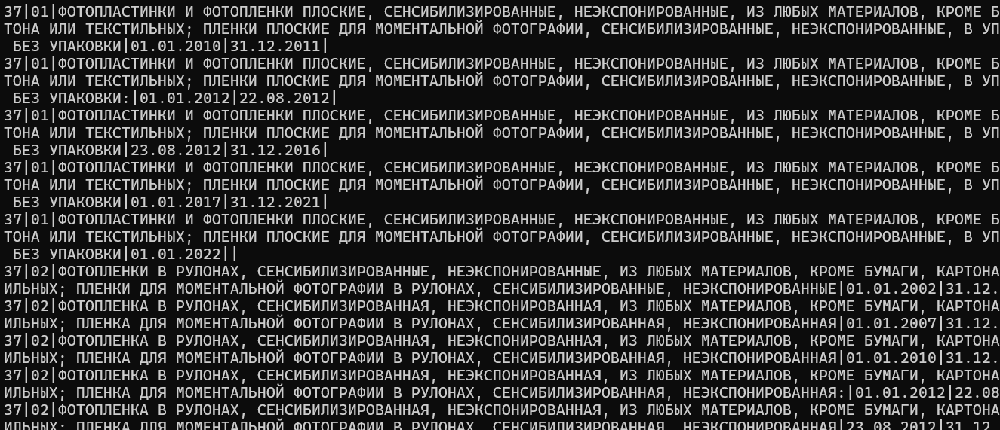 37|01|ФОТОПЛАСТИНКИ И ФОТОПЛЕНКИ ПЛОСКИЕ, СЕНСИБИЛИЗИРОВАННЫЕ, НЕЭКСПОНИРОВАННЫЕ, ИЗ ЛЮБЫХ МАТЕРИАЛОВ, КРОМЕ Б
ТОНА ИЛИ ТЕКСТИЛЬНЫХ; ПЛЕНКИ ПЛОСКИЕ ДЛЯ МОМЕНТАЛЬНОЙ ФОТОГРАФИИ, СЕНСИБИЛИЗИРОВАННЫЕ, НЕЭКСПОНИРОВАННЫЕ, В УП
БЕЗ УПАКОВКИ|01.01.2010|31.12.2011|
37|01|ФОТОПЛАСТИНКИ И ФОТОПЛЕНКИ ПЛОСКИЕ, СЕНСИБИЛИЗИРОВАННЫЕ, НЕЭКСПОНИРОВАННЫЕ, ИЗ ЛЮБЫХ МАТЕРИАЛОВ, КРОМЕ Б
ТОНА ИЛИ ТЕКСТИЛЬНЫХ; ПЛЕНКИ ПЛОСКИЕ ДЛЯ МОМЕНТАЛЬНОЙ ФОТОГРАФИИ, СЕНСИБИЛИЗИРОВАННЫЕ, НЕЭКСПОНИРОВАННЫЕ, В УП
БЕЗ УПАКОВКИ:|01.01.2012|22.08.2012|
37|01|ФОТОПЛАСТИНКИ И ФОТОПЛЕНКИ ПЛОСКИЕ, СЕНСИБИЛИЗИРОВАННЫЕ, НЕЭКСПОНИРОВАННЫЕ, ИЗ ЛЮБЫХ МАТЕРИАЛОВ, КРОМЕ Б
ТОНА ИЛИ ТЕКСТИЛЬНЫХ; ПЛЕНКИ ПЛОСКИЕ ДЛЯ МОМЕНТАЛЬНОЙ ФОТОГРАФИИ, СЕНСИБИЛИЗИРОВАННЫЕ, НЕЭКСПОНИРОВАННЫЕ, В УП
БЕЗ УПАКОВКИ|23.08.2012|31.12.2016|
37|01|ФОТОПЛАСТИНКИ И ФОТОПЛЕНКИ ПЛОСКИЕ, СЕНСИБИЛИЗИРОВАННЫЕ, НЕЭКСПОНИРОВАННЫЕ, ИЗ ЛЮБЫХ МАТЕРИАЛОВ, КРОМЕ Б
ТОНА ИЛИ ТЕКСТИЛЬНЫХ; ПЛЕНКИ ПЛОСКИЕ ДЛЯ МОМЕНТАЛЬНОЙ ФОТОГРАФИИ, СЕНСИБИЛИЗИРОВАННЫЕ, НЕЭКСПОНИРОВАННЫЕ, В УП
БЕЗ УПАКОВКИ|01.01.2017|31.12.2021|
37|01|ФОТОПЛАСТИНКИ И ФОТОПЛЕНКИ ПЛОСКИЕ, СЕНСИБИЛИЗИРОВАННЫЕ, НЕЭКСПОНИРОВАННЫЕ, ИЗ ЛЮБЫХ МАТЕРИАЛОВ, КРОМЕ Б
ТОНА ИЛИ ТЕКСТИЛЬНЫХ; ПЛЕНКИ ПЛОСКИЕ ДЛЯ МОМЕНТАЛЬНОЙ ФОТОГРАФИИ, СЕНСИБИЛИЗИРОВАННЫЕ, НЕЭКСПОНИРОВАННЫЕ, В УП
БЕЗ УПАКОВКИ|01.01.2022||
37|02|ФОТОПЛЕНКИ В РУЛОНАХ, СЕНСИБИЛИЗИРОВАННЫЕ, НЕЭКСПОНИРОВАННЫЕ, ИЗ ЛЮБЫХ МАТЕРИАЛОВ, КРОМЕ БУМАГИ, КАРТОНА
ИЛЬНЫХ; ПЛЕНКИ ДЛЯ МОМЕНТАЛЬНОЙ ФОТОГРАФИИ В РУЛОНАХ, СЕНСИБИЛИЗИРОВАННЫЕ, НЕЭКСПОНИРОВАННЫЕ|01.01.2002|31.12.
37|02|ФОТОПЛЕНКА В РУЛОНАХ, СЕНСИБИЛИЗИРОВАННАЯ, НЕЭКСПОНИРОВАННАЯ, ИЗ ЛЮБЫХ МАТЕРИАЛОВ, КРОМЕ БУМАГИ, КАРТОНА
ИЛЬНЫХ; ПЛЕНКА ДЛЯ МОМЕНТАЛЬНОЙ ФОТОГРАФИИ В РУЛОНАХ, СЕНСИБИЛИЗИРОВАННАЯ, НЕЭКСПОНИРОВАННАЯ|01.01.2007|31.12.
37|02|ФОТОПЛЕНКА В РУЛОНАХ, СЕНСИБИЛИЗИРОВАННАЯ, НЕЭКСПОНИРОВАННАЯ, ИЗ ЛЮБЫХ МАТЕРИАЛОВ, КРОМЕ БУМАГИ, КАРТОНА
ИЛЬНЫХ; ПЛЕНКА ДЛЯ МОМЕНТАЛЬНОЙ ФОТОГРАФИИ В РУЛОНАХ, СЕНСИБИЛИЗИРОВАННАЯ, НЕЭКСПОНИРОВАННАЯ|01.01.2010|31.12.
37|02|ФОТОПЛЕНКА В РУЛОНАХ, СЕНСИБИЛИЗИРОВАННАЯ, НЕЭКСПОНИРОВАННАЯ, ИЗ ЛЮБЫХ МАТЕРИАЛОВ, КРОМЕ БУМАГИ, КАРТОНА
ИЛЬНЫХ; ПЛЕНКА ДЛЯ МОМЕНТАЛЬНОЙ ФОТОГРАФИИ В РУЛОНАХ, СЕНСИБИЛИЗИРОВАННАЯ, НЕЭКСПОНИРОВАННАЯ:|01.01.2012|22.08
37|02|ФОТОПЛЕНКА В РУЛОНАХ, СЕНСИБИЛИЗИРОВАННАЯ, НЕЭКСПОНИРОВАННАЯ, ИЗ ЛЮБЫХ МАТЕРИАЛОВ, КРОМЕ БУМАГИ, КАРТОНА
ИЛЬНЫХ; ПЛЕНКА ДЛЯ МОМЕНТАЛЬНОЙ ФОТОГРАФИИ В РУЛОНАХ, СЕНСИБИЛИЗИРОВАННАЯ, НЕЭКСПОНИРОВАННАЯ|23.08.2012|31.12.